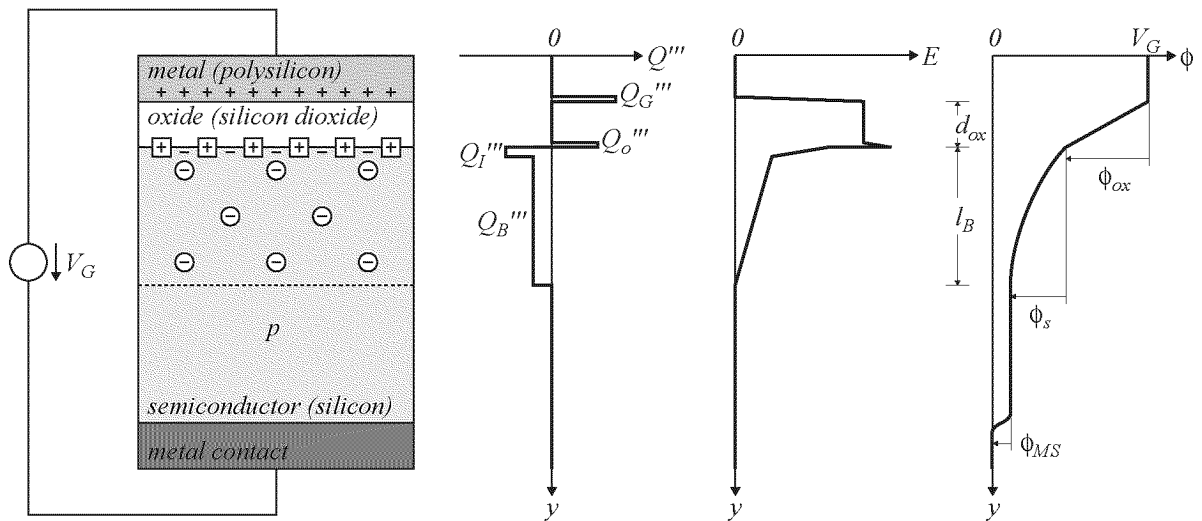 metal (polysilicon)
+ + + + + + + + + + +
oxide (silicon dioxide)
+ − + − + − + − + − +
− − −
− −
− − −
p
semiconductor (silicon)
metal contact
V_G
0
Q'''
Q_G'''
Q_o'''
Q_I'''
Q_B'''
y
0
E
y
0
V_G
ϕ
d_ox
ϕ_ox
l_B
ϕ_s
ϕ_MS
y